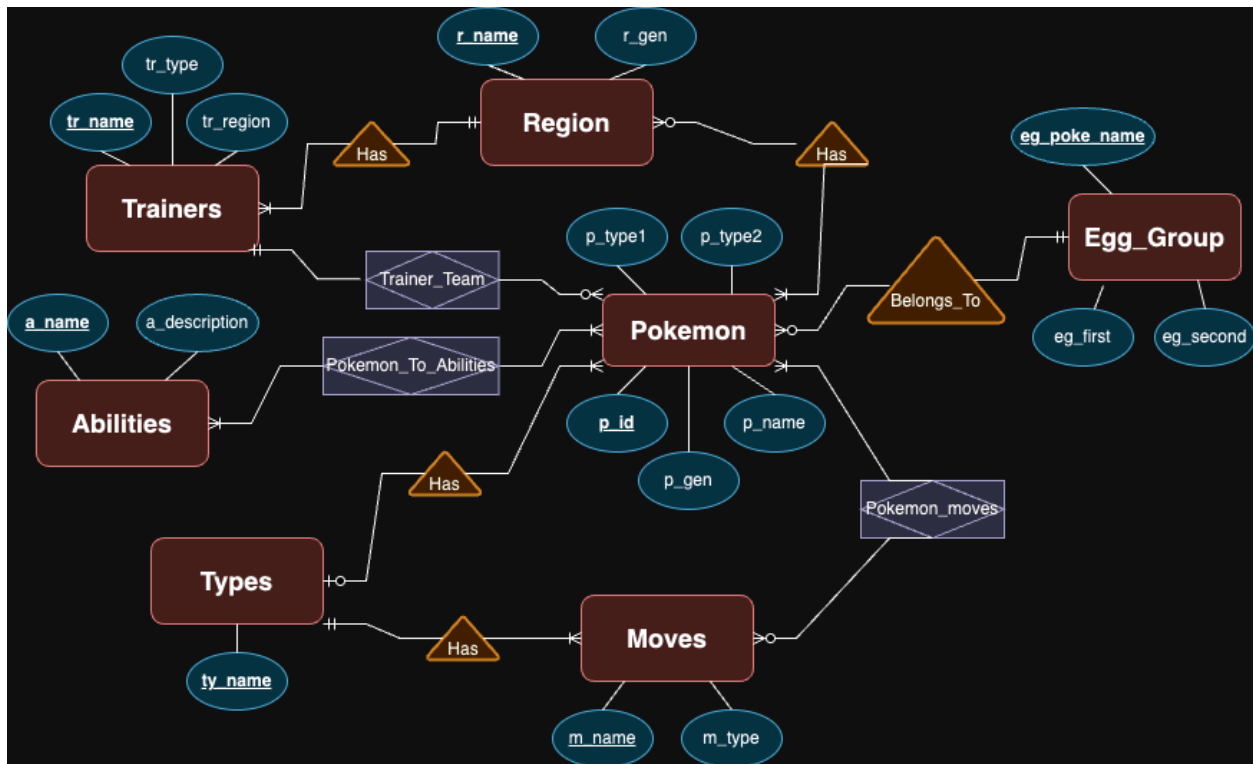 r_name
r_gen
tr_type
tr_name
tr_region
Region
Has
Has
eg_poke_name
Trainers
p_type1
p_type2
Egg_Group
Trainer_Team
Belongs_To
a_name
a_description
Pokemon
eg_first
eg_second
Pokemon_To_Abilities
Abilities
p_id
p_name
p_gen
Has
Pokemon_moves
Types
Has
Moves
ty_name
m_name
m_type